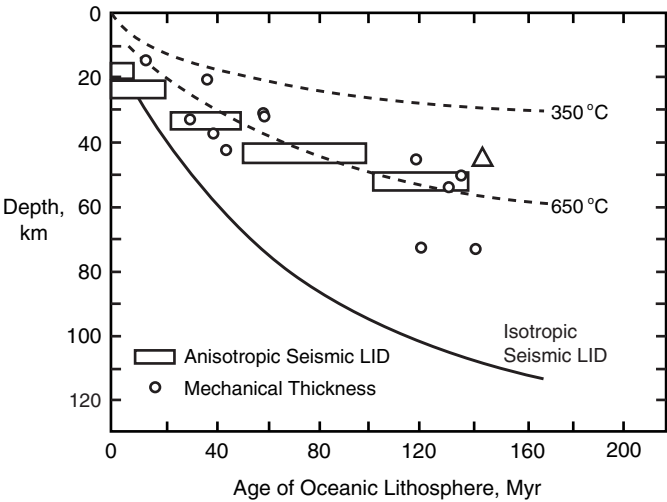 0
20
40
60
80
100
120
Depth,
km
350 °C
650 °C
Isotropic
Seismic LID
Anisotropic Seismic LID
Mechanical Thickness
0 40 80 120 160 200
Age of Oceanic Lithosphere, Myr